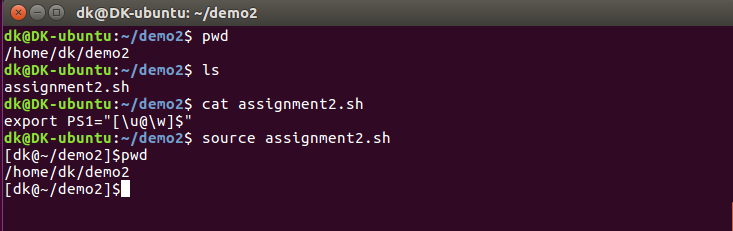 dk@DK-ubuntu: ~/demo2
dk@DK-ubuntu:~/demo2$ pwd
/home/dk/demo2
dk@DK-ubuntu:~/demo2$ ls
assignment2.sh
dk@DK-ubuntu:~/demo2$ cat assignment2.sh
export PS1="[\u@\w]$"
dk@DK-ubuntu:~/demo2$ source assignment2.sh
[dk@~/demo2]$pwd
/home/dk/demo2
[dk@~/demo2]$